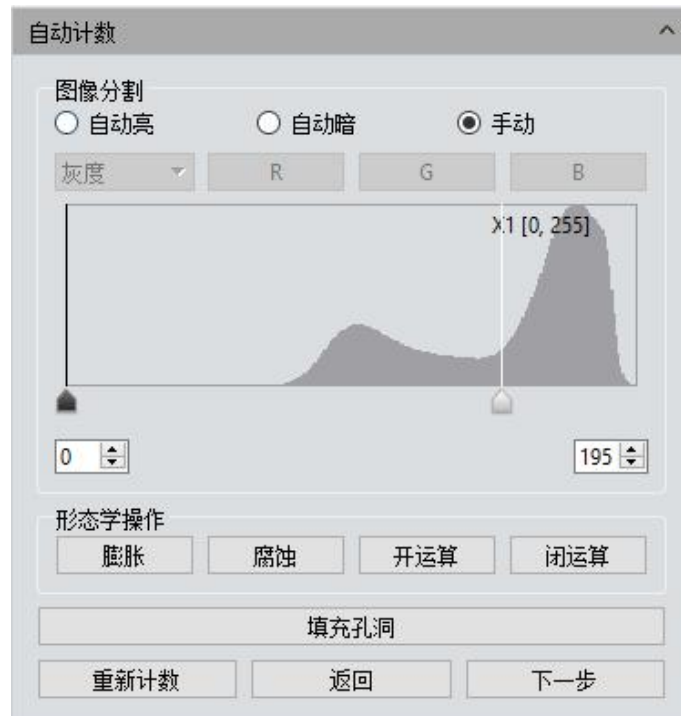 自动计数
图像分割
自动亮 自动暗 手动
灰度 R G B
X1 [0, 255]
0 195
形态学操作
膨胀 腐蚀 开运算 闭运算
填充孔洞
重新计数 返回 下一步